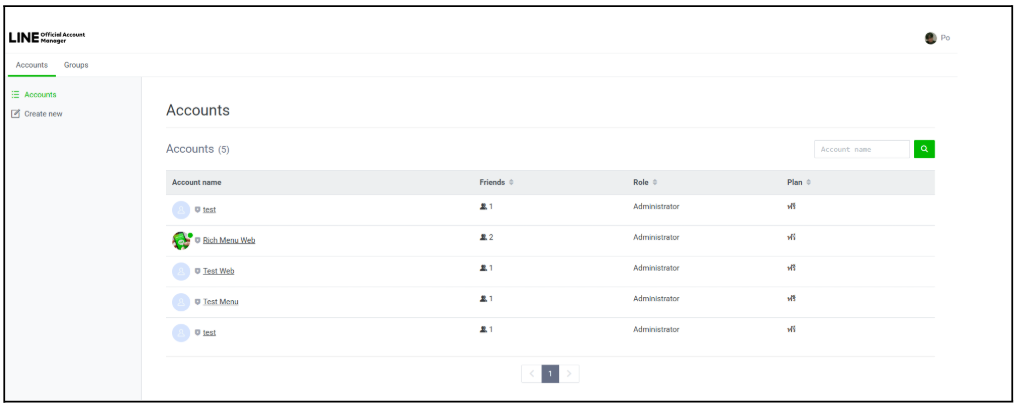 LINE Official Account Manager
Po
Accounts Groups
Accounts
Create new
Accounts
Accounts (5)
Account name
Account name Friends Role Plan
test 1 Administrator ฟรี
Rich Menu Web 2 Administrator ฟรี
Test Web 1 Administrator ฟรี
Test Menu 1 Administrator ฟรี
test 1 Administrator ฟรี
< 1 >